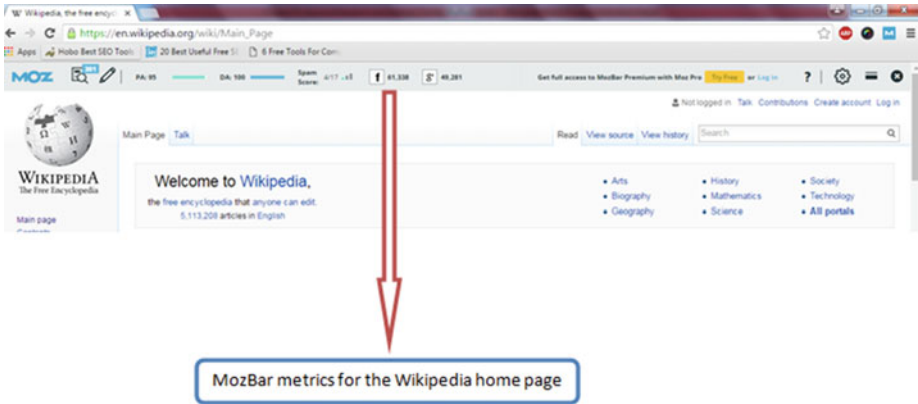 Wikipedia, the free encyc
https://en.wikipedia.org/wiki/Main_Page
Apps Hobo Best SEO Tools 20 Best Useful Free S 6 Free Tools For Com
MOZ PA: 95 DA: 100 Spam Score: 4/17 f 61,338 g 49,281 Get full access to MozBar Premium with Moz Pro Try Free or Log in ?
Not logged in Talk Contributions Create account Log in
Main Page Talk Read View source View history Search
WIKIPEDIA
The Free Encyclopedia
Main page
Contents
Welcome to Wikipedia,
the free encyclopedia that anyone can edit.
5,113,208 articles in English
Arts
Biography
Geography
History
Mathematics
Science
Society
Technology
All portals
MozBar metrics for the Wikipedia home page